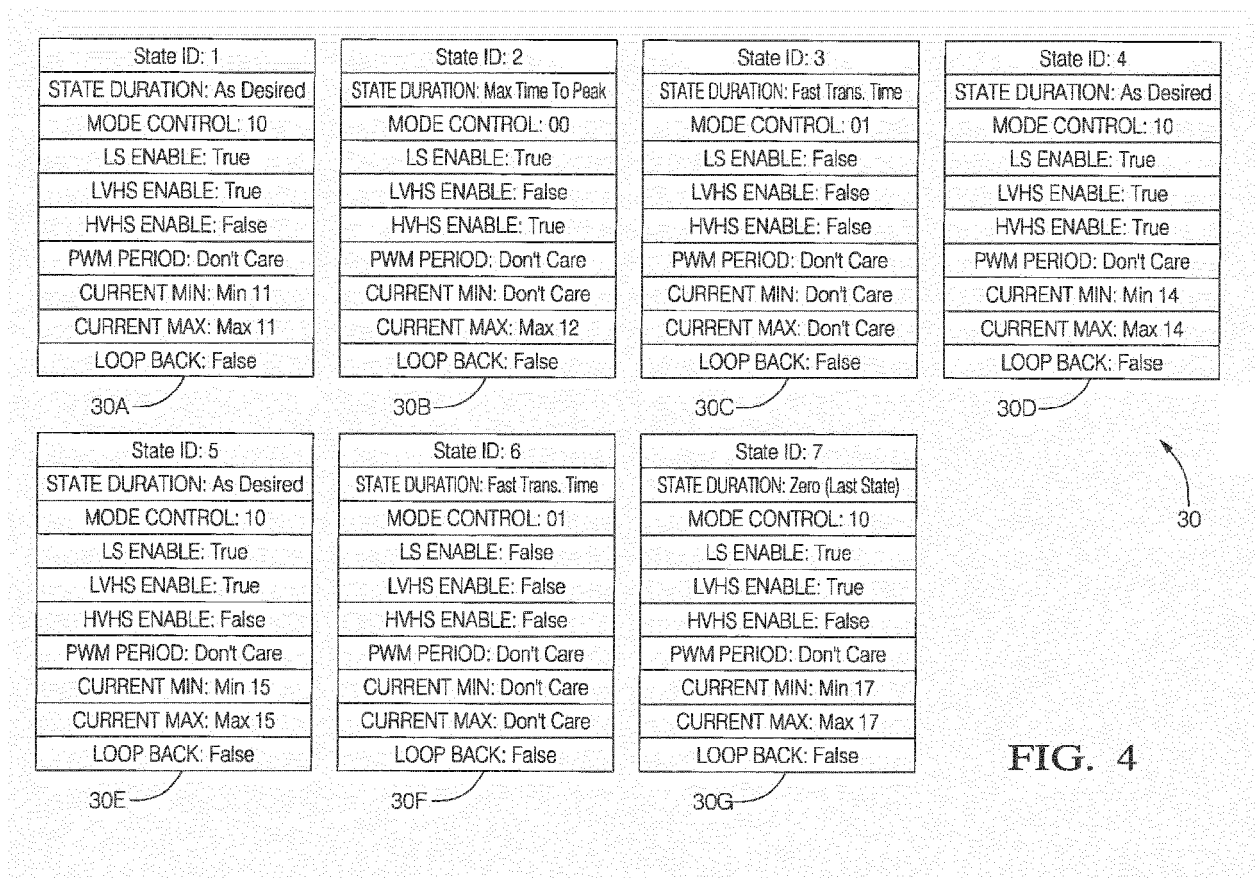 State ID: 1
STATE DURATION: As Desired
MODE CONTROL: 10
LS ENABLE: True
LVHS ENABLE: True
HVHS ENABLE: False
PWM PERIOD: Don't Care
CURRENT MIN: Min 11
CURRENT MAX: Max 11
LOOP BACK: False
30A
State ID: 2
STATE DURATION: Max Time To Peak
MODE CONTROL: 00
LS ENABLE: True
LVHS ENABLE: False
HVHS ENABLE: True
PWM PERIOD: Don't Care
CURRENT MIN: Don't Care
CURRENT MAX: Max 12
LOOP BACK: False
30B
State ID: 3
STATE DURATION: Fast Trans. Time
MODE CONTROL: 01
LS ENABLE: False
LVHS ENABLE: False
HVHS ENABLE: False
PWM PERIOD: Don't Care
CURRENT MIN: Don't Care
CURRENT MAX: Don't Care
LOOP BACK: False
30C
State ID: 4
STATE DURATION: As Desired
MODE CONTROL: 10
LS ENABLE: True
LVHS ENABLE: True
HVHS ENABLE: True
PWM PERIOD: Don't Care
CURRENT MIN: Min 14
CURRENT MAX: Max 14
LOOP BACK: False
30D
State ID: 5
STATE DURATION: As Desired
MODE CONTROL: 10
LS ENABLE: True
LVHS ENABLE: True
HVHS ENABLE: False
PWM PERIOD: Don't Care
CURRENT MIN: Min 15
CURRENT MAX: Max 15
LOOP BACK: False
30E
State ID: 6
STATE DURATION: Fast Trans. Time
MODE CONTROL: 01
LS ENABLE: False
LVHS ENABLE: False
HVHS ENABLE: False
PWM PERIOD: Don't Care
CURRENT MIN: Don't Care
CURRENT MAX: Don't Care
LOOP BACK: False
30F
State ID: 7
STATE DURATION: Zero (Last State)
MODE CONTROL: 10
LS ENABLE: True
LVHS ENABLE: True
HVHS ENABLE: False
PWM PERIOD: Don't Care
CURRENT MIN: Min 17
CURRENT MAX: Max 17
LOOP BACK: False
30G
30
FIG. 4